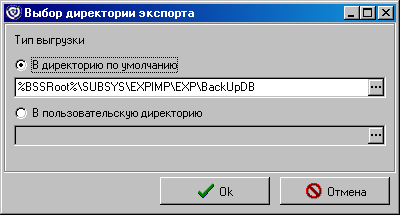 Выбор директории экспорта
Тип выгрузки
В директорию по умолчанию
%BSSRoot%\SUBSYS\EXPIMP\EXP\BackUpDB
...
В пользовательскую директорию
...
Ok
Отмена